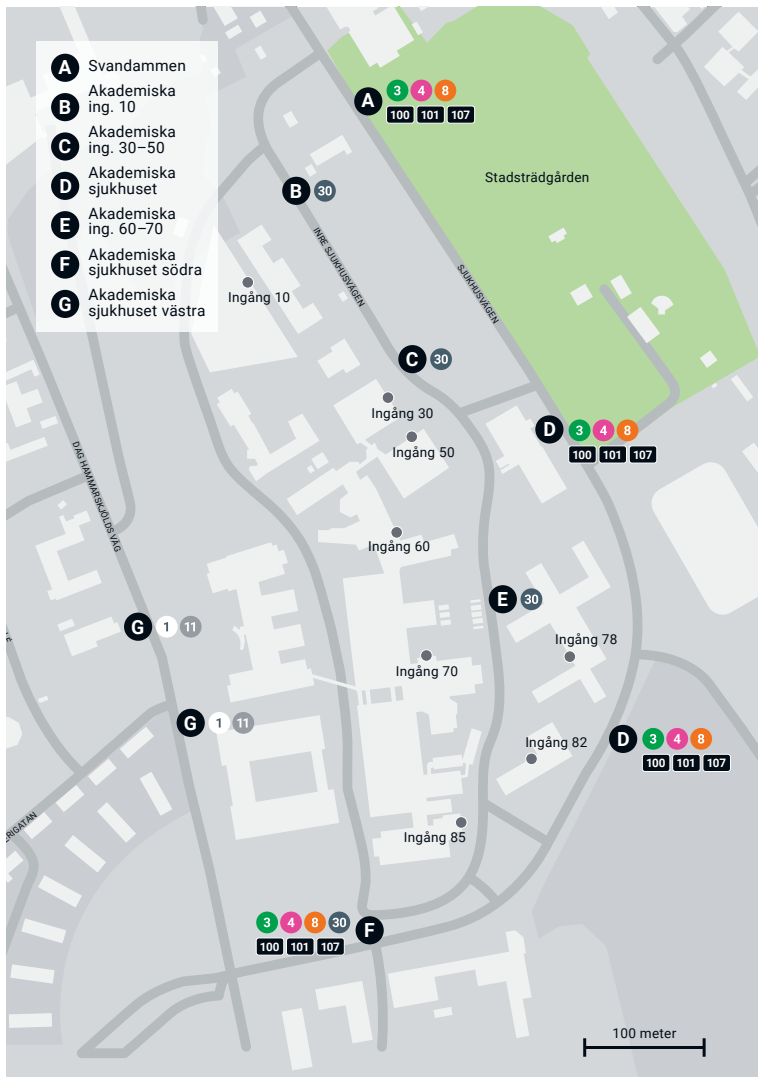 A Svandammen
B Akademiska
ing. 10
C Akademiska
ing. 30–50
D Akademiska
sjukhuset
E Akademiska
ing. 60–70
F Akademiska
sjukhuset södra
G Akademiska
sjukhuset västra
A 3 4 8
100 101 107
Stadsträdgården
B 30
INRE SJUKHUSVÄGEN
SJUKHUSVÄGEN
Ingång 10
C 30
Ingång 30
D 3 4 8
100 101 107
Ingång 50
DAG HAMMARSKJÖLDS VÄG
Ingång 60
E 30
G 1 11
Ingång 78
Ingång 70
G 1 11
D 3 4 8
100 101 107
Ingång 82
Ingång 85
3 4 8 30 F
100 101 107
100 meter